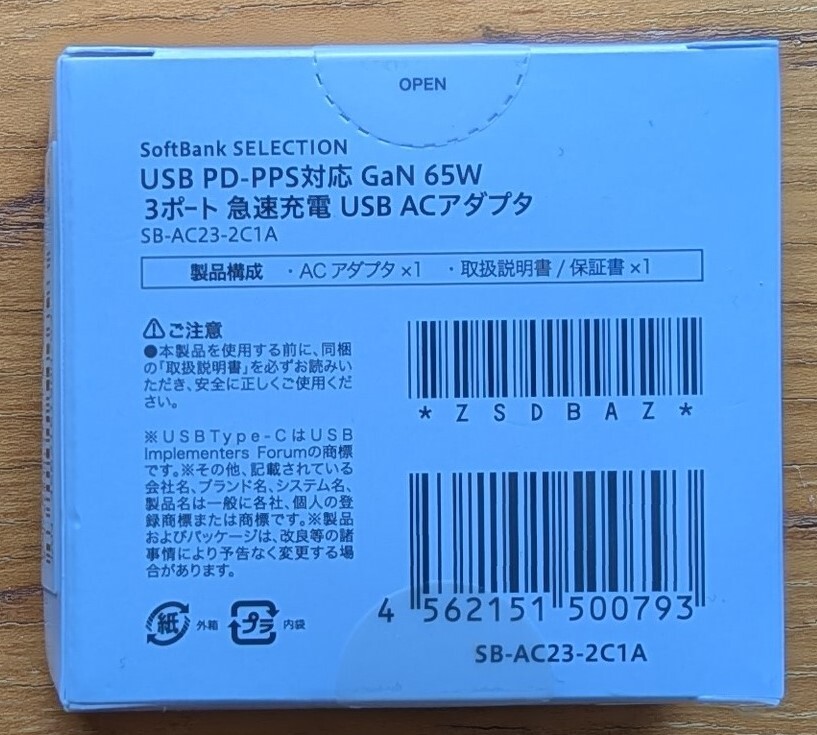 OPEN
SoftBank SELECTION
USB PD-PPS対応 GaN 65W
3ポート 急速充電 USB ACアダプタ
SB-AC23-2C1A
製品構成 ・ACアダプタ×1 ・取扱説明書/保証書×1
⚠ご注意
●本製品を使用する前に、同梱
の「取扱説明書」を必ずお読みい
ただき、安全に正しくご使用くだ
さい。
*ZSDBAZ*
※USBType-CはUSB
Implementers Forumの商標
です。※その他、記載されている
会社名、ブランド名、システム名、
製品名は一般に各社、個人の登
録商標または商標です。※製品
およびパッケージは、改良等の諸
事情により予告なく変更する場
合があります。
4 562151 500793
紙 外箱 プラ 内袋
SB-AC23-2C1A